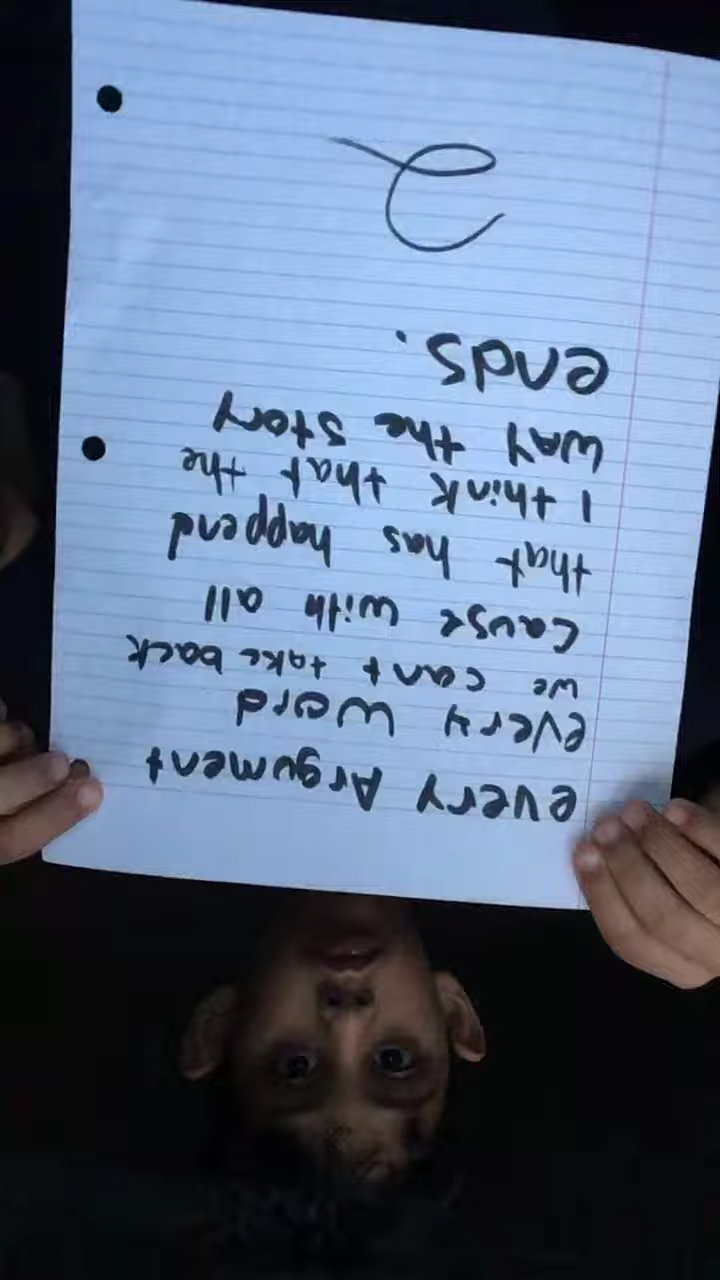 every Argument
every word
we cant take back
cause with all
that has happend
I think that the
way the story
ends.